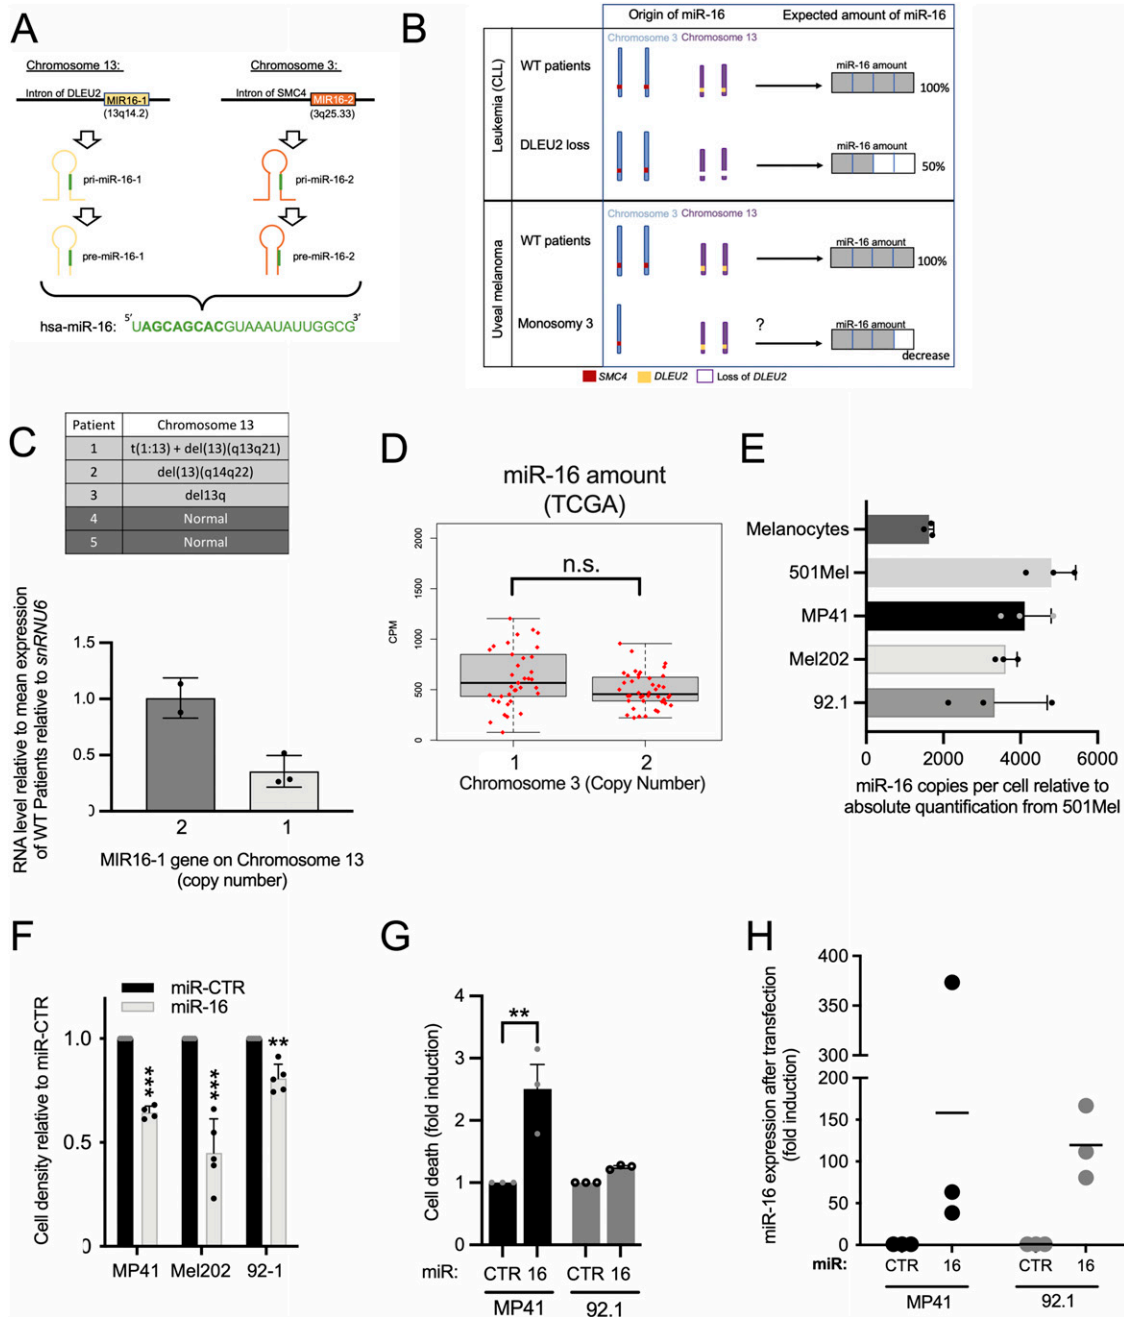 A
Chromosome 13:
Chromosome 3:
Intron of DLEU2
MIR16-1
(13q14.2)
Intron of SMC4
MIR16-2
(3q25.33)
pri-miR-16-1
pri-miR-16-2
pre-miR-16-1
pre-miR-16-2
hsa-miR-16: 5' UAGCAGCACGUAAAUAUUGGCG 3'
B
Origin of miR-16
Expected amount of miR-16
Leukemia (CLL)
Chromosome 3
Chromosome 13
WT patients
miR-16 amount
100%
DLEU2 loss
miR-16 amount
50%
Uveal melanoma
Chromosome 3
Chromosome 13
WT patients
miR-16 amount
100%
Monosomy 3
?
miR-16 amount
decrease
SMC4
DLEU2
Loss of DLEU2
C
Patient Chromosome 13
1 t(1:13) + del(13)(q13q21)
2 del(13)(q14q22)
3 del13q
4 Normal
5 Normal
RNA level relative to mean expression
of WT Patients relative to snRNU6
1.5
1.0
0.5
2 1
MIR16-1 gene on Chromosome 13
(copy number)
D
miR-16 amount
(TCGA)
n.s.
CPM
2000
1500
1000
500
0
1 2
Chromosome 3 (Copy Number)
E
Melanocytes
501Mel
MP41
Mel202
92.1
0 2000 4000 6000
miR-16 copies per cell relative to
absolute quantification from 501Mel
F
miR-CTR
miR-16
Cell density relative to miR-CTR
1.0
0.5
0
***
***
**
MP41 Mel202 92-1
G
Cell death (fold induction)
4
3
2
1
0
**
miR: CTR 16 CTR 16
MP41 92.1
H
miR-16 expression after transfection
(fold induction)
400
350
300
200
150
100
50
0
miR: CTR 16 CTR 16
MP41 92.1